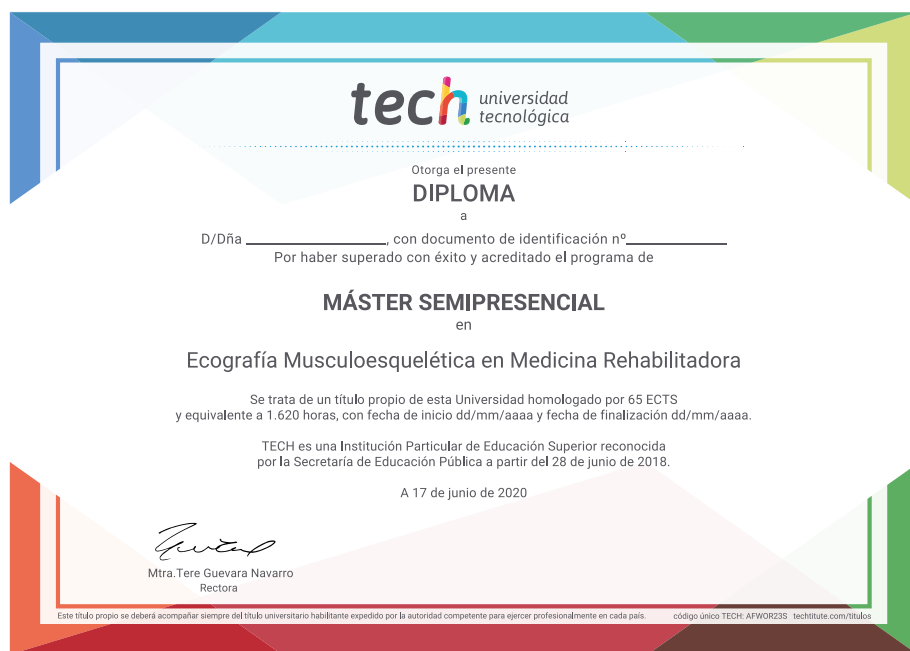 tech universidad
tecnológica
Otorga el presente
DIPLOMA
a
D/Dña ____________, con documento de identificación nº____________
Por haber superado con éxito y acreditado el programa de
MÁSTER SEMIPRESENCIAL
en
Ecografía Musculoesquelética en Medicina Rehabilitadora
Se trata de un título propio de esta Universidad homologado por 65 ECTS
y equivalente a 1.620 horas, con fecha de inicio dd/mm/aaaa y fecha de finalización dd/mm/aaaa.
TECH es una Institución Particular de Educación Superior reconocida
por la Secretaría de Educación Pública a partir del 28 de junio de 2018.
A 17 de junio de 2020
Mtra.Tere Guevara Navarro
Rectora
Este título propio se deberá acompañar siempre del título universitario habilitante expedido por la autoridad competente para ejercer profesionalmente en cada país. código único TECH: AFWOR23S techtitute.com/titulos